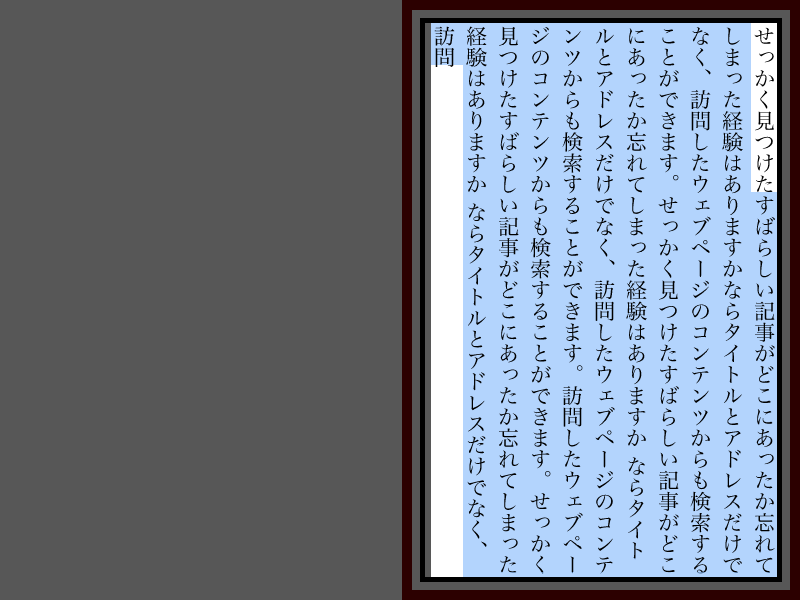 せっかく見つけたすばらしい記事がどこにあったか忘れて
しまった経験はありますかならタイトルとアドレスだけで
なく、訪問したウェブページのコンテンツからも検索する
ことができます。せっかく見つけたすばらしい記事がどこ
にあったか忘れてしまった経験はありますか ならタイト
ルとアドレスだけでなく、訪問したウェブページのコンテ
ンツからも検索することができます。訪問したウェブペー
ジのコンテンツからも検索することができます。せっかく
見つけたすばらしい記事がどこにあったか忘れてしまった
経験はありますか ならタイトルとアドレスだけでなく、
訪問